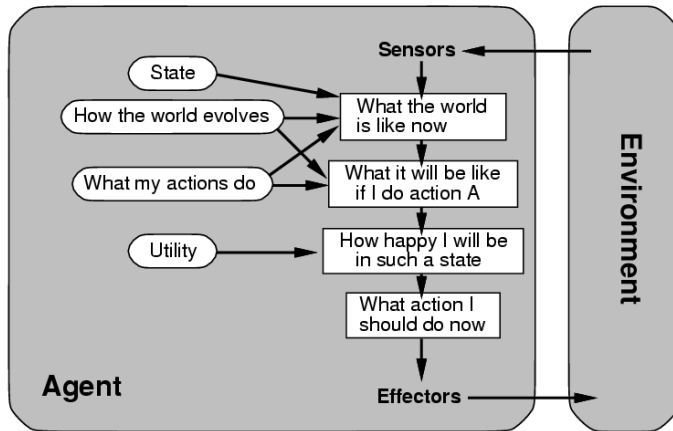 Sensors
State
How the world evolves
What the world
is like now
What my actions do
What it will be like
if I do action A
Utility
How happy I will be
in such a state
What action I
should do now
Agent
Effectors
Environment